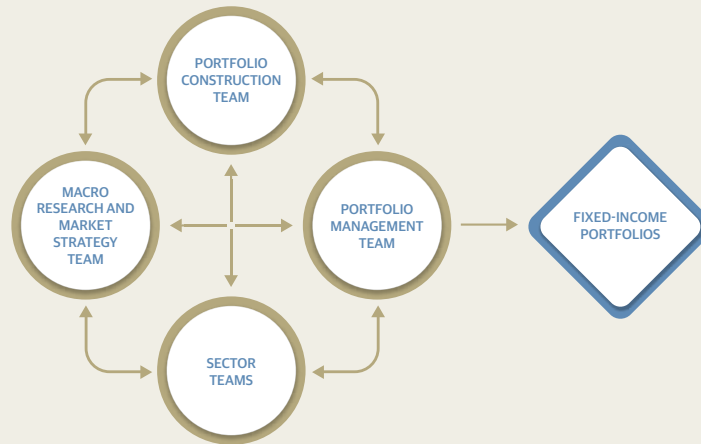 PORTFOLIO
CONSTRUCTION
TEAM
MACRO
RESEARCH AND
MARKET
STRATEGY
TEAM
PORTFOLIO
MANAGEMENT
TEAM
FIXED-INCOME
PORTFOLIOS
SECTOR
TEAMS